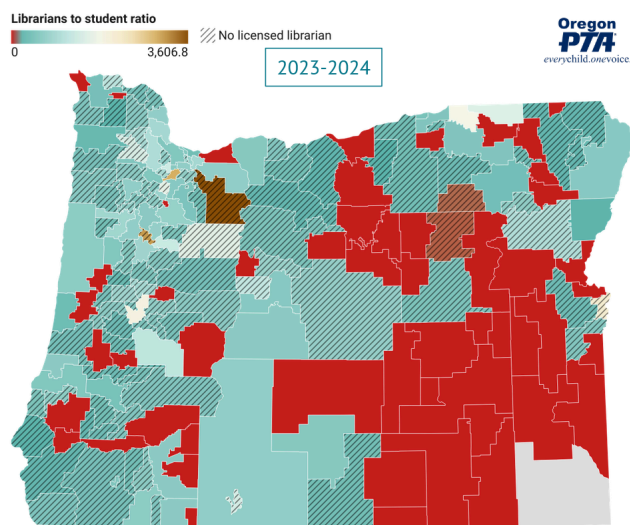 Librarians to student ratio
0
3,606.8
No licensed librarian
2023-2024
Oregon
PTA
everychild.onevoice.